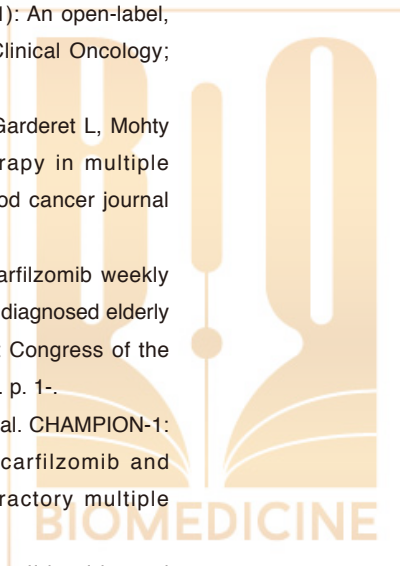 1): An open-label,
Clinical Oncology;
Garderet L, Mohty
rapy in multiple
od cancer journal
arfilzomib weekly
diagnosed elderly
Congress of the
. p. 1-.
al. CHAMPION-1:
carfilzomib and
ractory multiple
BIOMEDICINE